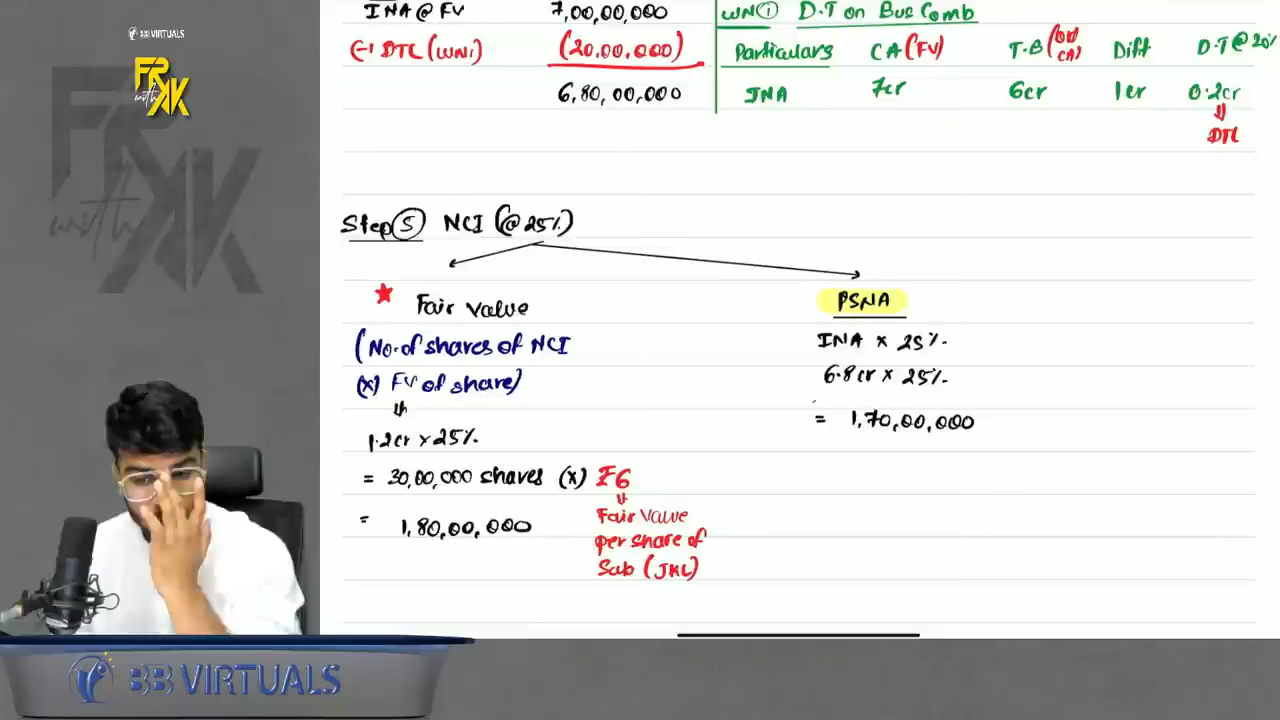 INA @ FV 7,00,00,000
(-) DTL (WN1) (20,00,000)
6,80,00,000
WN① D.T on Bus Comb
Particulars CA (FV) T.B (Old CA) Diff D.T @ 20%
INA 7cr 6cr 1cr 0.2cr
⇓
DTL
BB VIRTUALS
FR
with
AK
Step ⑤ NCI (@ 25%)
★ Fair value
(No. of shares of NCI
(x) FV of share)
1.2cr x 25%
= 30,00,000 shares (x) ₹6
= 1,80,00,000
Fair value
per share of
Sub (JKL)
PSNA
INA x 25%
6.8cr x 25%
= 1,70,00,000
BB VIRTUALS